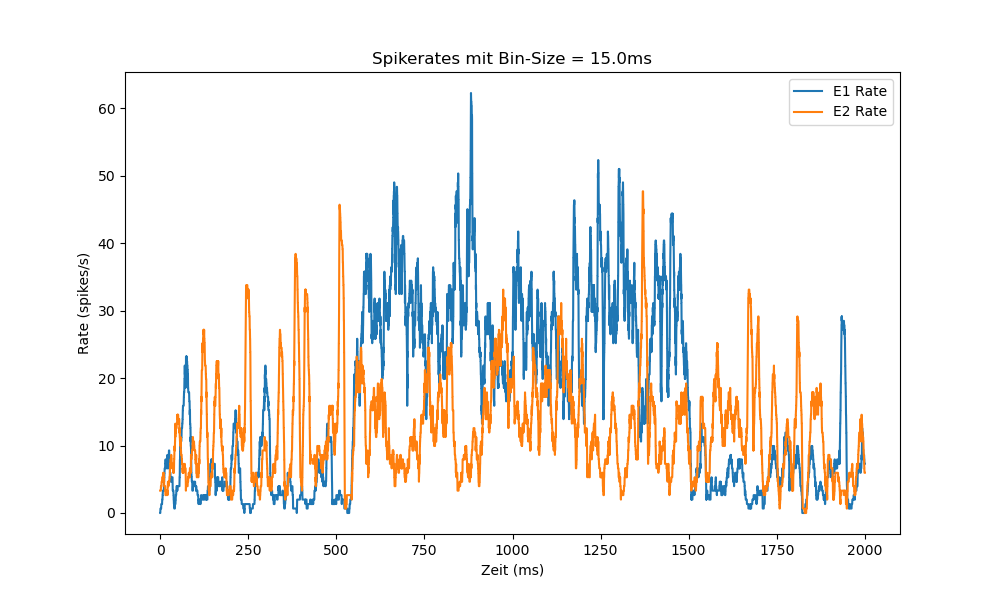 Spikerates mit Bin-Size = 15.0ms
E1 Rate
E2 Rate
Rate (spikes/s)
60
50
40
30
20
10
0
0 250 500 750 1000 1250 1500 1750 2000
Zeit (ms)